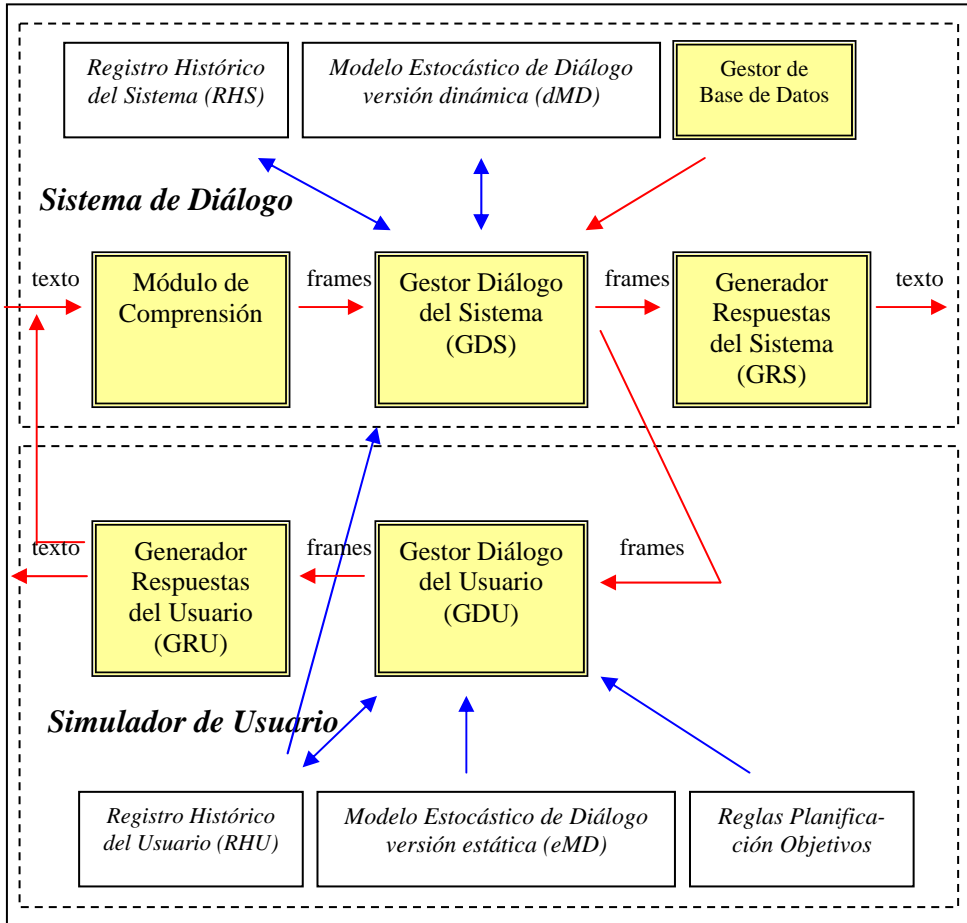 Registro Histórico
del Sistema (RHS)
Modelo Estocástico de Diálogo
versión dinámica (dMD)
Gestor de
Base de Datos
Sistema de Diálogo
texto
Módulo de
Comprensión
frames
Gestor Diálogo
del Sistema
(GDS)
frames
Generador
Respuestas
del Sistema
(GRS)
texto
texto
Generador
Respuestas
del Usuario
(GRU)
frames
Gestor Diálogo
del Usuario
(GDU)
frames
Simulador de Usuario
Registro Histórico
del Usuario (RHU)
Modelo Estocástico de Diálogo
versión estática (eMD)
Reglas Planifica-
ción Objetivos